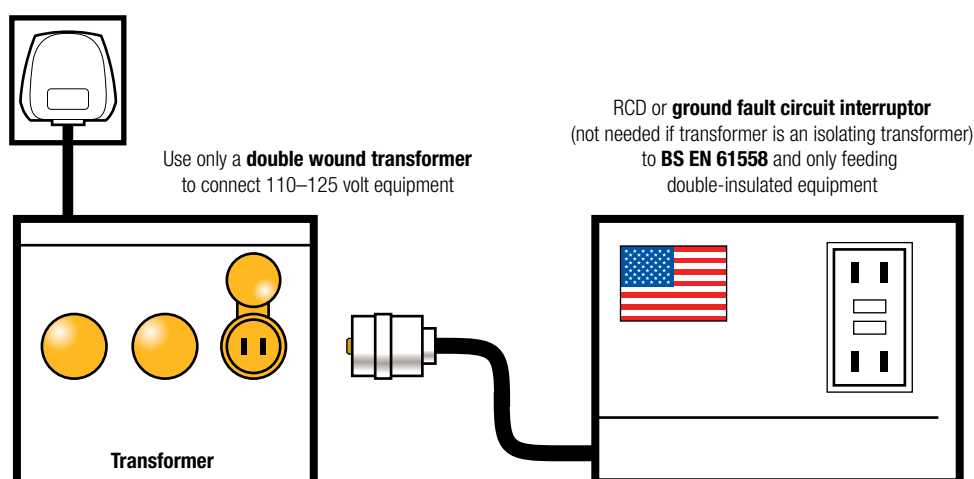 RCD or ground fault circuit interruptor
(not needed if transformer is an isolating transformer)
to BS EN 61558 and only feeding
double-insulated equipment
Use only a double wound transformer
to connect 110–125 volt equipment
Transformer